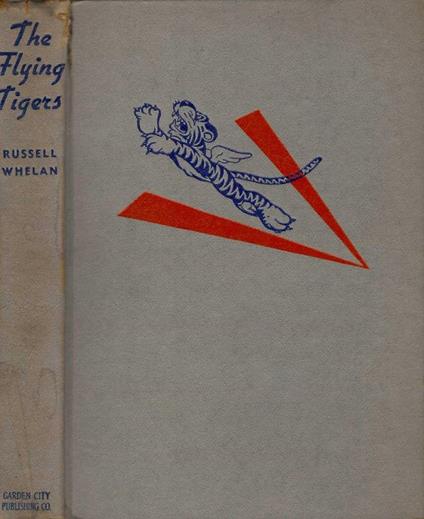 The
Flying
Tigers
RUSSELL
WHELAN
GARDEN CITY
PUBLISHING CO.